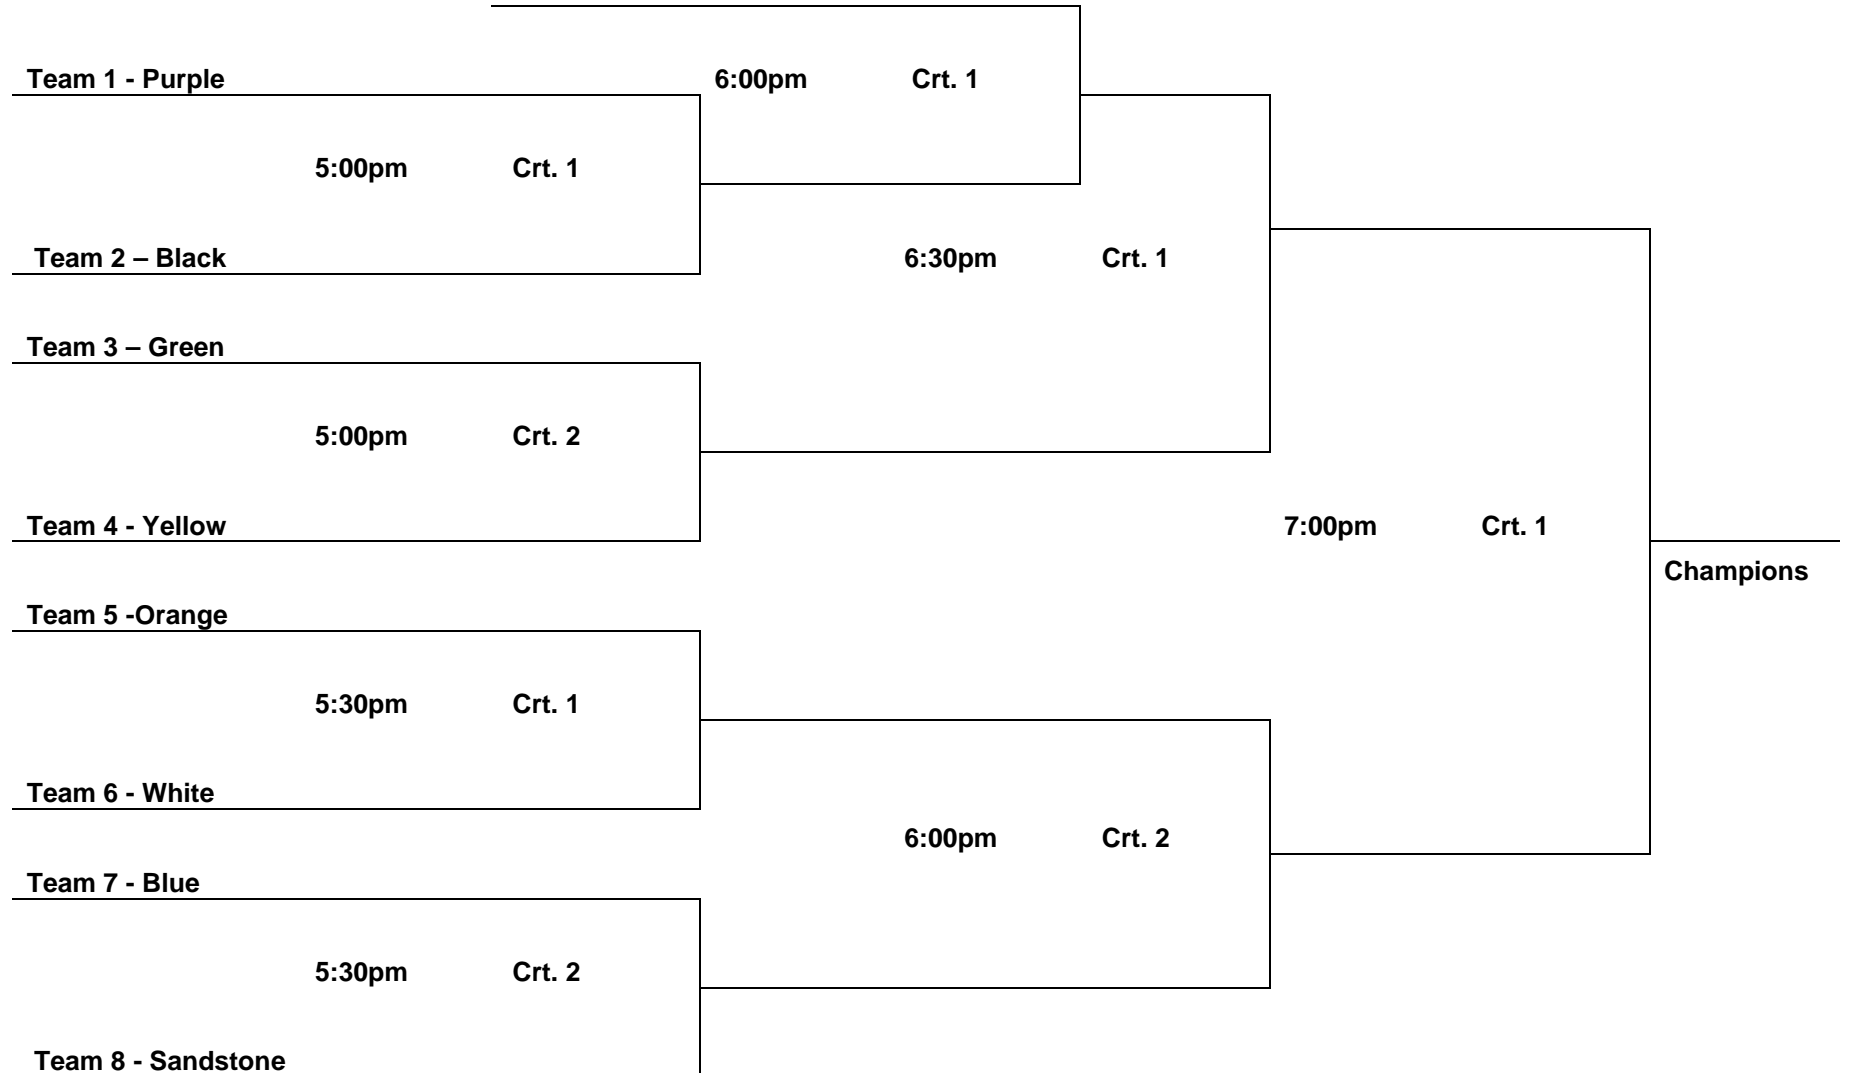 Team 1 - Purple 6:00pm Crt. 1
5:00pm Crt. 1
Team 2 – Black 6:30pm Crt. 1
Team 3 – Green
5:00pm Crt. 2
Team 4 - Yellow 7:00pm Crt. 1
Champions
Team 5 -Orange
5:30pm Crt. 1
Team 6 - White
6:00pm Crt. 2
Team 7 - Blue
5:30pm Crt. 2
Team 8 - Sandstone